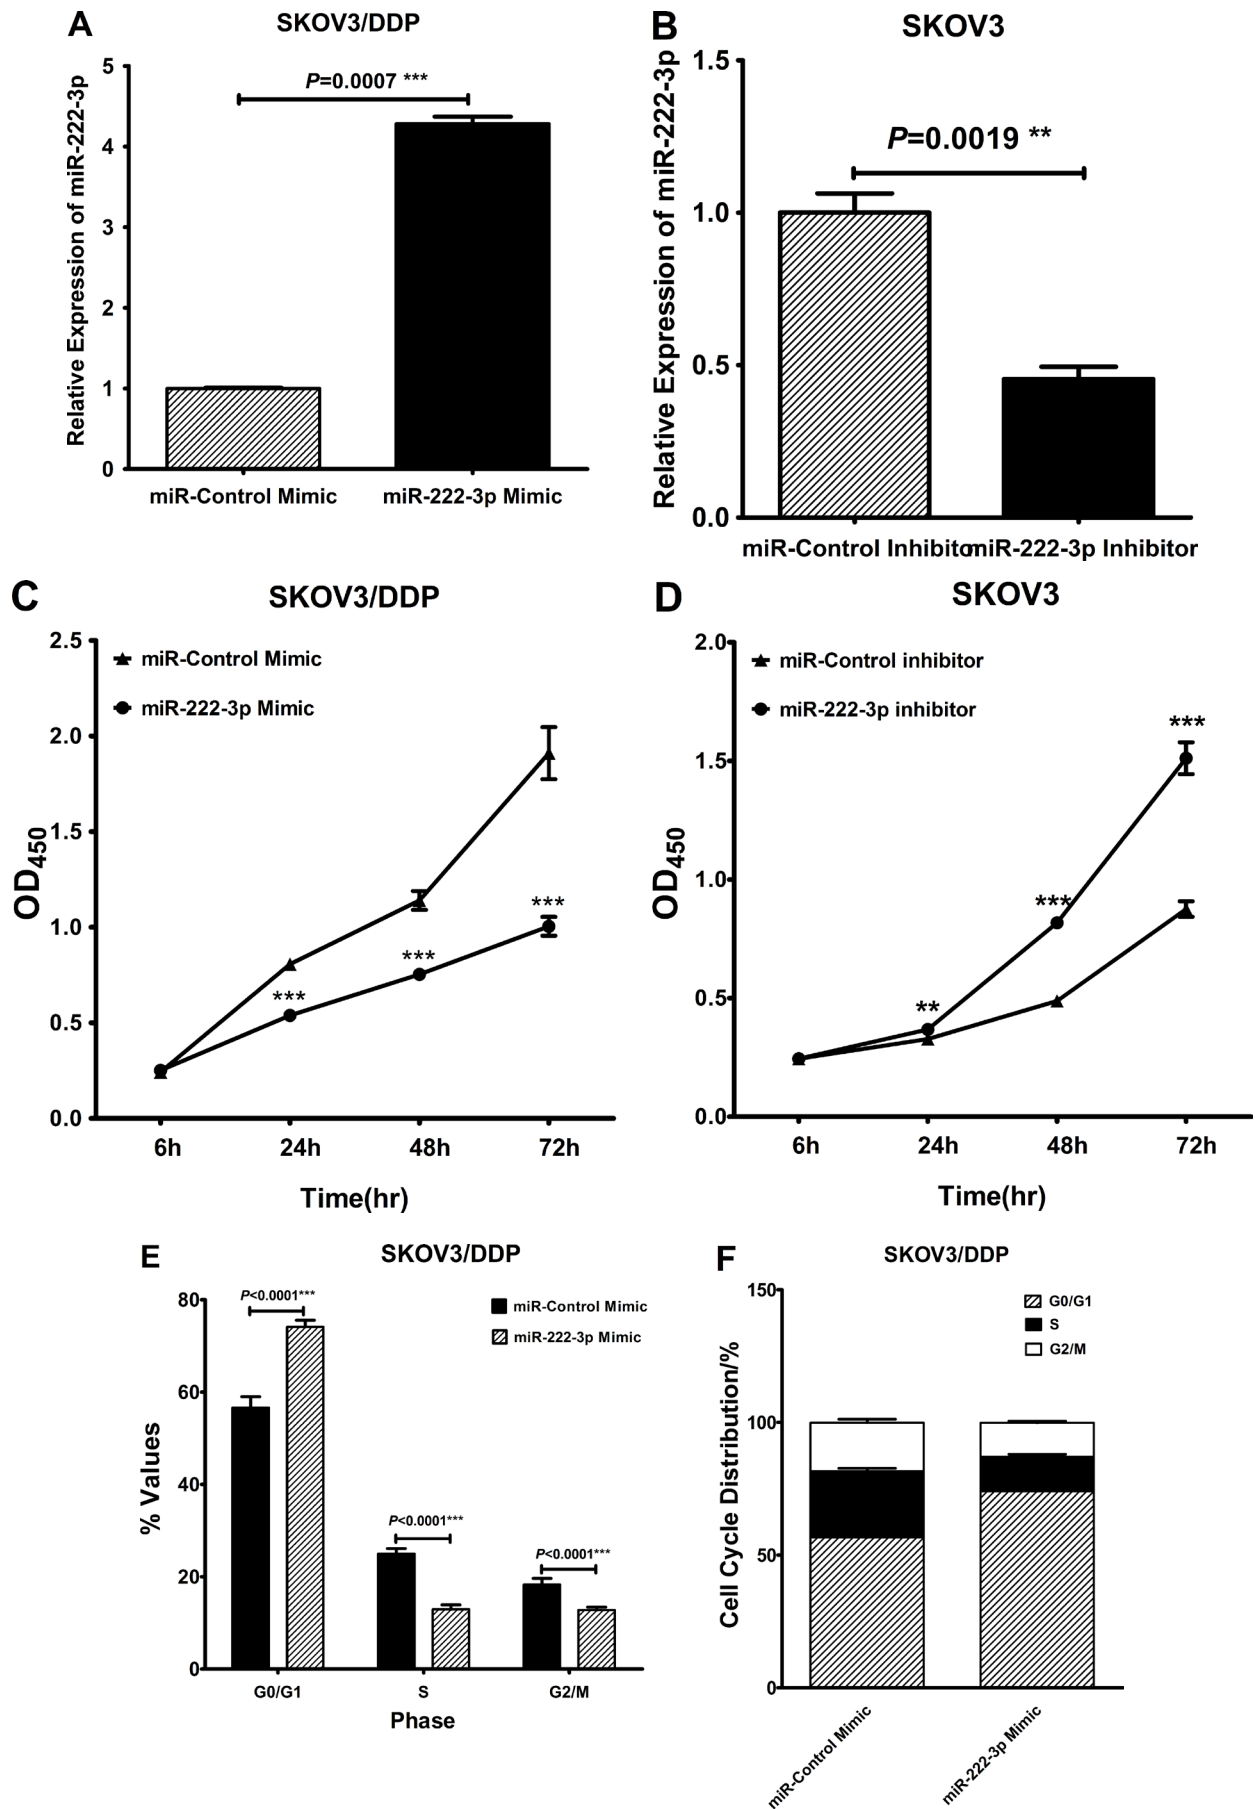 A
SKOV3/DDP
Relative Expression of miR-222-3p
5
4
3
2
1
0
P=0.0007 ***
miR-Control Mimic
miR-222-3p Mimic
B
SKOV3
Relative Expression of miR-222-3p
1.5
1.0
0.5
0.0
P=0.0019 **
miR-Control Inhibitor
miR-222-3p Inhibitor
C
SKOV3/DDP
OD450
2.5
2.0
1.5
1.0
0.5
0.0
miR-Control Mimic
miR-222-3p Mimic
***
***
***
6h 24h 48h 72h
Time(hr)
D
SKOV3
OD450
2.0
1.5
1.0
0.5
0.0
miR-Control inhibitor
miR-222-3p inhibitor
**
***
***
6h 24h 48h 72h
Time(hr)
E
SKOV3/DDP
% Values
80
60
40
20
0
P<0.0001***
P<0.0001***
P<0.0001***
miR-Control Mimic
miR-222-3p Mimic
G0/G1 S G2/M
Phase
F
SKOV3/DDP
Cell Cycle Distribution/%
150
100
50
0
G0/G1
S
G2/M
miR-Control Mimic
miR-222-3p Mimic